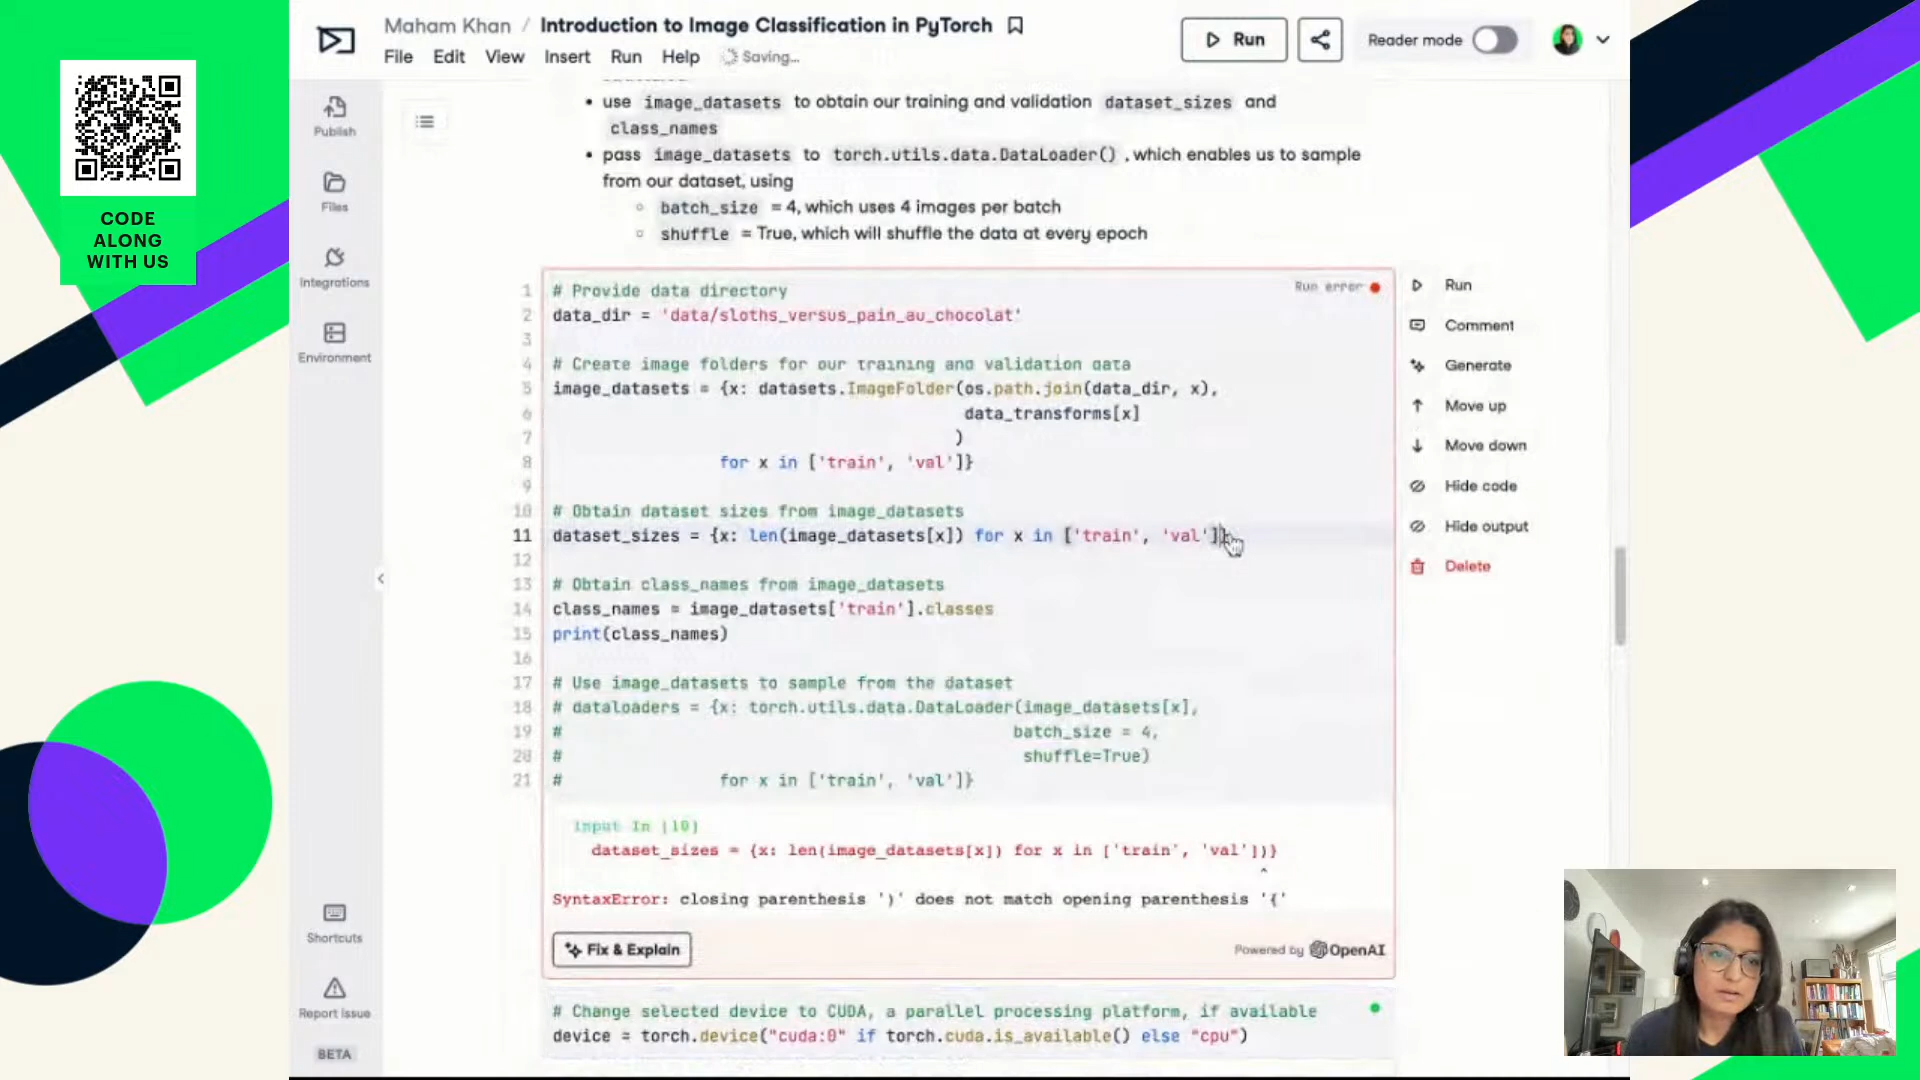 Maham Khan / Introduction to Image Classification in PyTorch
Run
Reader mode
File Edit View Insert Run Help Saving...
CODE
ALONG
WITH US
Publish
Files
Integrations
Environment
Shortcuts
Report Issue
BETA
• use image_datasets to obtain our training and validation dataset_sizes and
class_names
• pass image_datasets to torch.utils.data.DataLoader() , which enables us to sample
from our dataset, using
○ batch_size = 4, which uses 4 images per batch
○ shuffle = True, which will shuffle the data at every epoch
Run error
1 # Provide data directory
2 data_dir = 'data/sloths_versus_pain_au_chocolat'
3
4 # Create image folders for our training and validation data
5 image_datasets = {x: datasets.ImageFolder(os.path.join(data_dir, x),
6 data_transforms[x]
7 )
8 for x in ['train', 'val']}
9
10 # Obtain dataset sizes from image_datasets
11 dataset_sizes = {x: len(image_datasets[x]) for x in ['train', 'val']
12
13 # Obtain class_names from image_datasets
14 class_names = image_datasets['train'].classes
15 print(class_names)
16
17 # Use image_datasets to sample from the dataset
18 # dataloaders = {x: torch.utils.data.DataLoader(image_datasets[x],
19 # batch_size = 4,
20 # shuffle=True)
21 # for x in ['train', 'val']}
Input In [10]
dataset_sizes = {x: len(image_datasets[x]) for x in ['train', 'val'])}
^
SyntaxError: closing parenthesis ')' does not match opening parenthesis '{'
Fix & Explain
Powered by OpenAI
# Change selected device to CUDA, a parallel processing platform, if available
device = torch.device("cuda:0" if torch.cuda.is_available() else "cpu")
Run
Comment
Generate
Move up
Move down
Hide code
Hide output
Delete